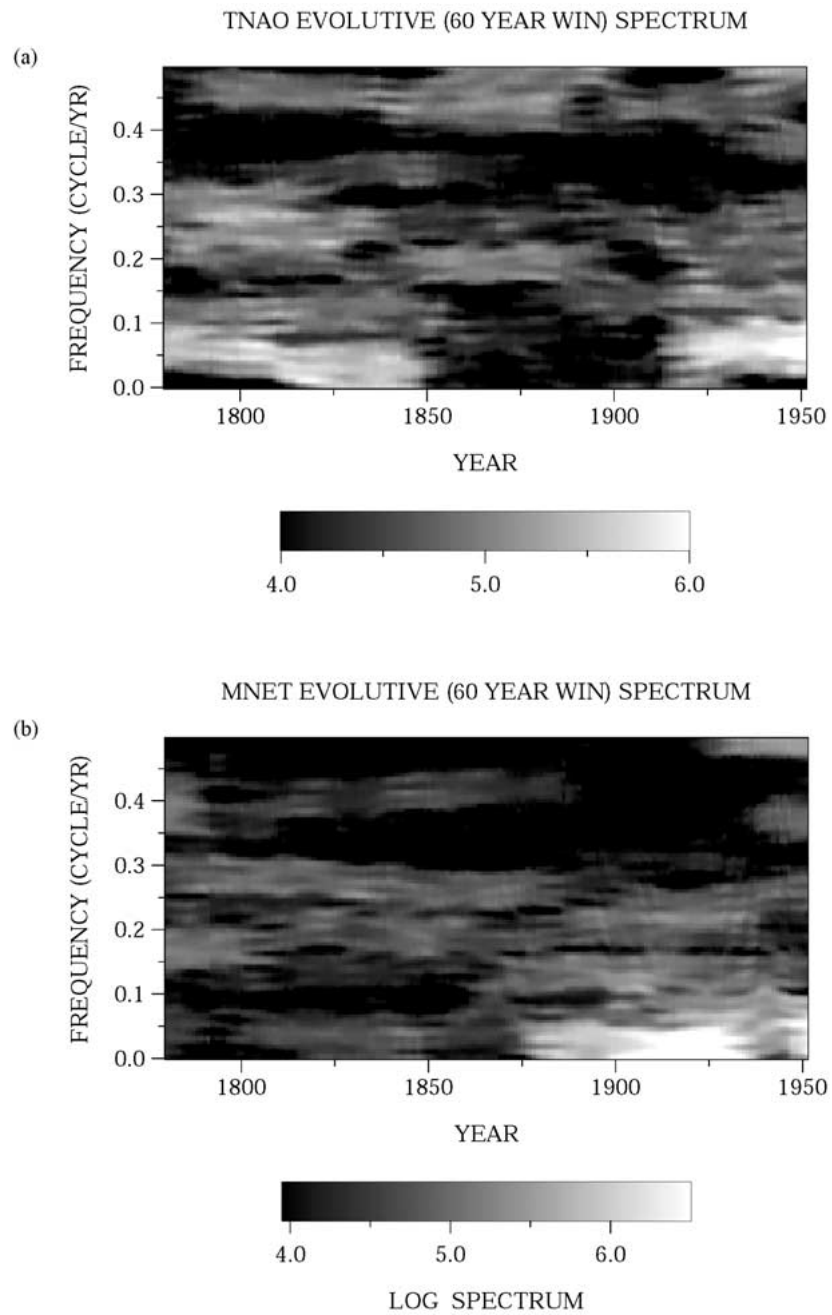 TNAO EVOLUTIVE (60 YEAR WIN) SPECTRUM
(a)
FREQUENCY (CYCLE/YR)
0.4
0.3
0.2
0.1
0.0
1800 1850 1900 1950
YEAR
4.0 5.0 6.0
MNET EVOLUTIVE (60 YEAR WIN) SPECTRUM
(b)
FREQUENCY (CYCLE/YR)
0.4
0.3
0.2
0.1
0.0
1800 1850 1900 1950
YEAR
4.0 5.0 6.0
LOG SPECTRUM